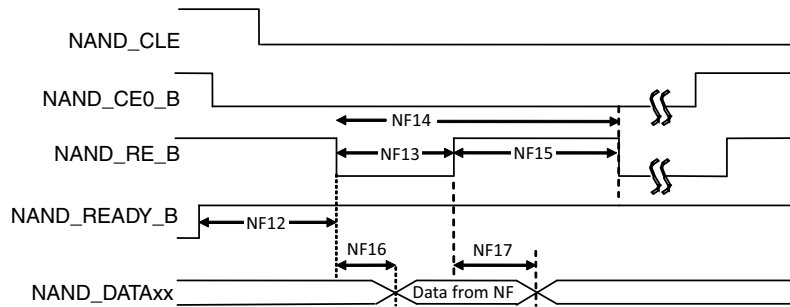 NAND_CLE
NAND_CE0_B
NF14
NAND_RE_B
NF13
NF15
NAND_READY_B
NF12
NF16
NF17
NAND_DATAxx
Data from NF